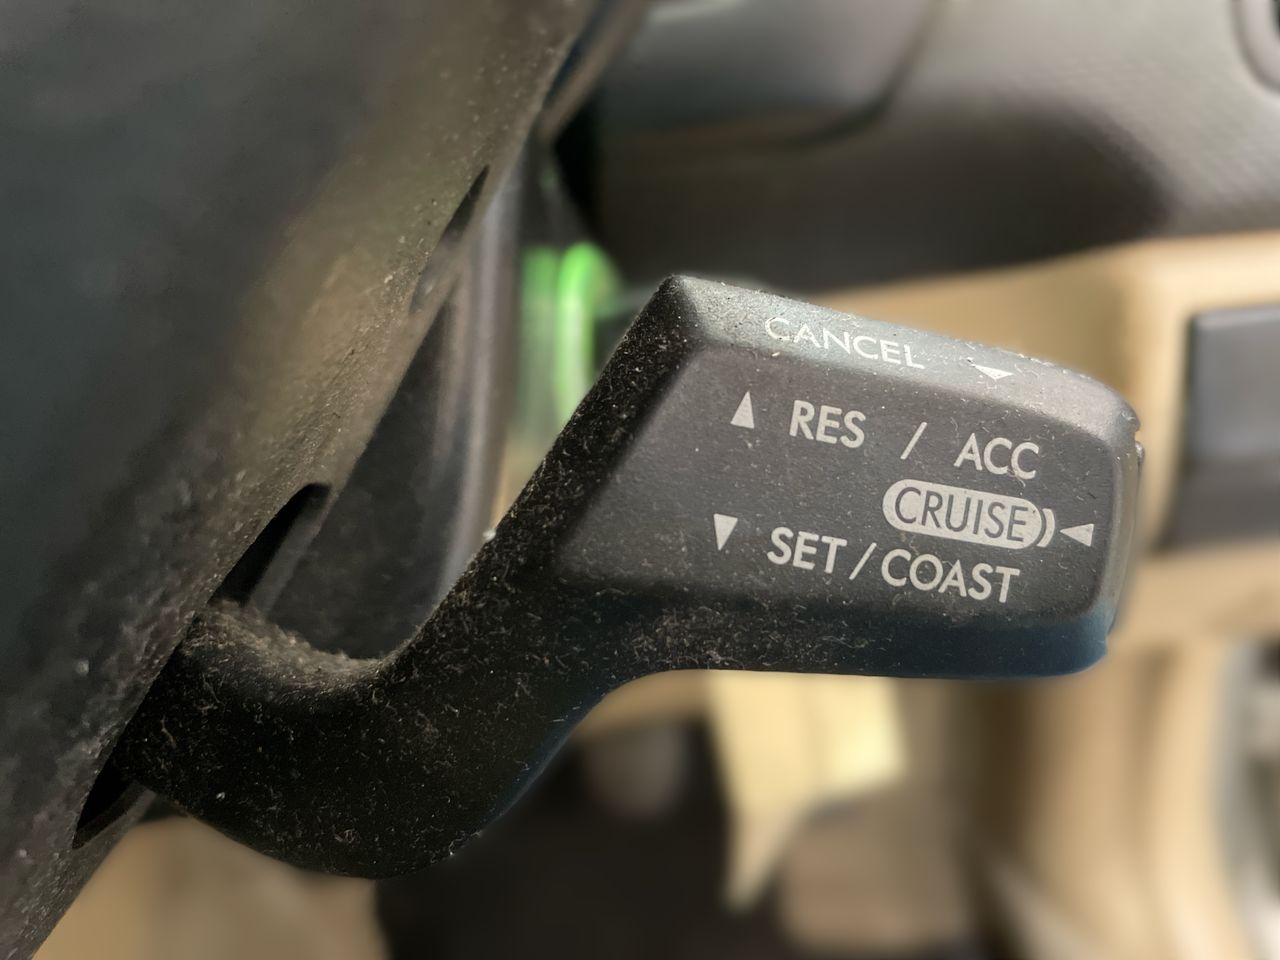 CANCEL
RES / ACC
CRUISE
SET / COAST